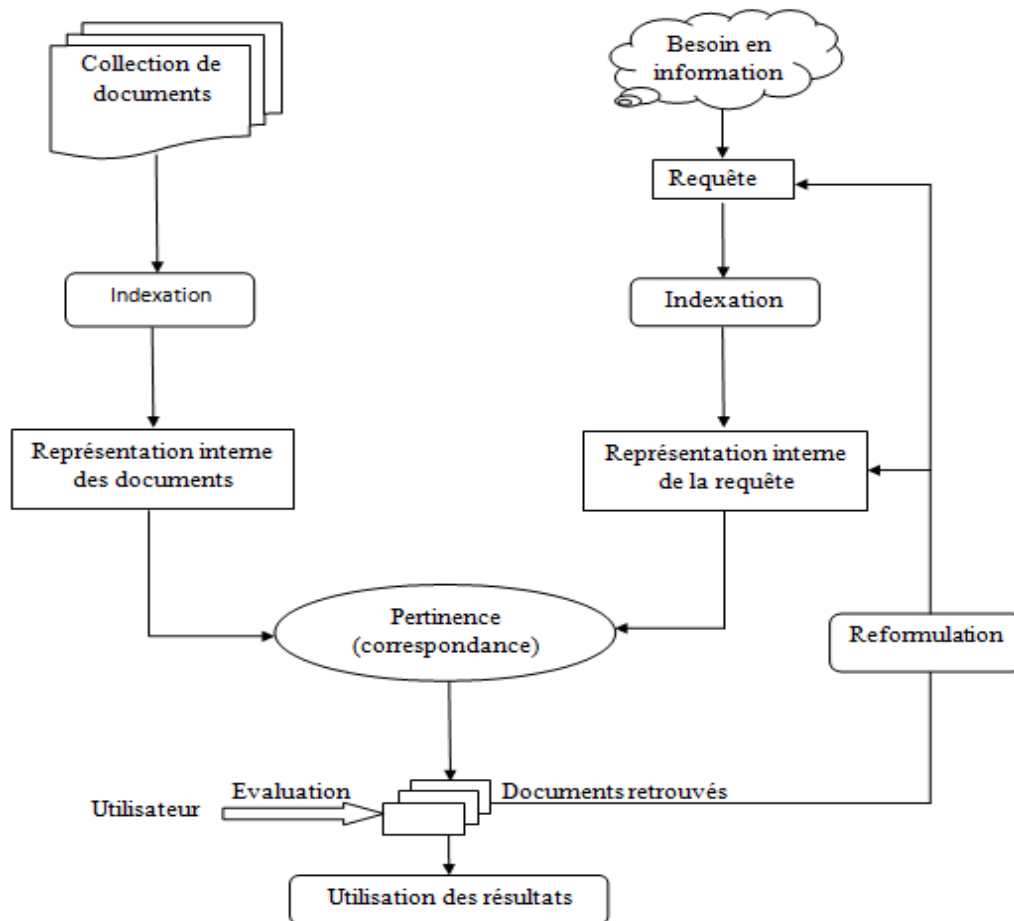 Collection de
documents
Besoin en
information
Requête
Indexation
Indexation
Représentation interne
des documents
Représentation interne
de la requête
Pertinence
(correspondance)
Reformulation
Evaluation
Documents retrouvés
Utilisateur
Utilisation des résultats